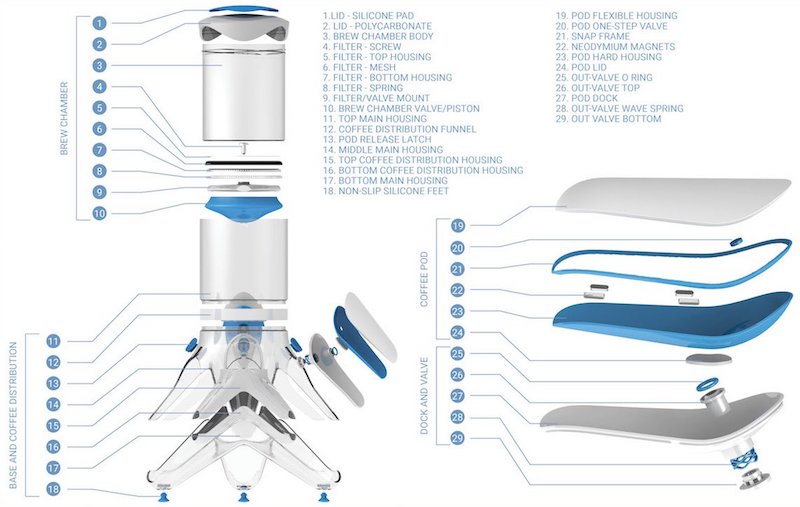 1.LID - SILICONE PAD
2. LID - POLYCARBONATE
3. BREW CHAMBER BODY
4. FILTER - SCREW
5. FILTER - TOP HOUSING
6. FILTER - MESH
7. FILTER - BOTTOM HOUSING
8. FILTER - SPRING
9. FILTER/VALVE MOUNT
10. BREW CHAMBER VALVE/PISTON
11. TOP MAIN HOUSING
12. COFFEE DISTRIBUTION FUNNEL
13. POD RELEASE LATCH
14. MIDDLE MAIN HOUSING
15. TOP COFFEE DISTRIBUTION HOUSING
16. BOTTOM COFFEE DISTRIBUTION HOUSING
17. BOTTOM MAIN HOUSING
18. NON-SLIP SILICONE FEET
19. POD FLEXIBLE HOUSING
20. POD ONE-STEP VALVE
21. SNAP FRAME
22. NEODYMIUM MAGNETS
23. POD HARD HOUSING
24. POD LID
25. OUT-VALVE O RING
26. OUT-VALVE TOP
27. POD DOCK
28. OUT-VALVE WAVE SPRING
29. OUT VALVE BOTTOM
BREW CHAMBER
1
2
3
4
5
6
7
8
9
10
BASE AND COFFEE DISTRIBUTION
11
12
13
14
15
16
17
18
COFFEE POD
19
20
21
22
23
24
DOCK AND VALVE
25
26
27
28
29